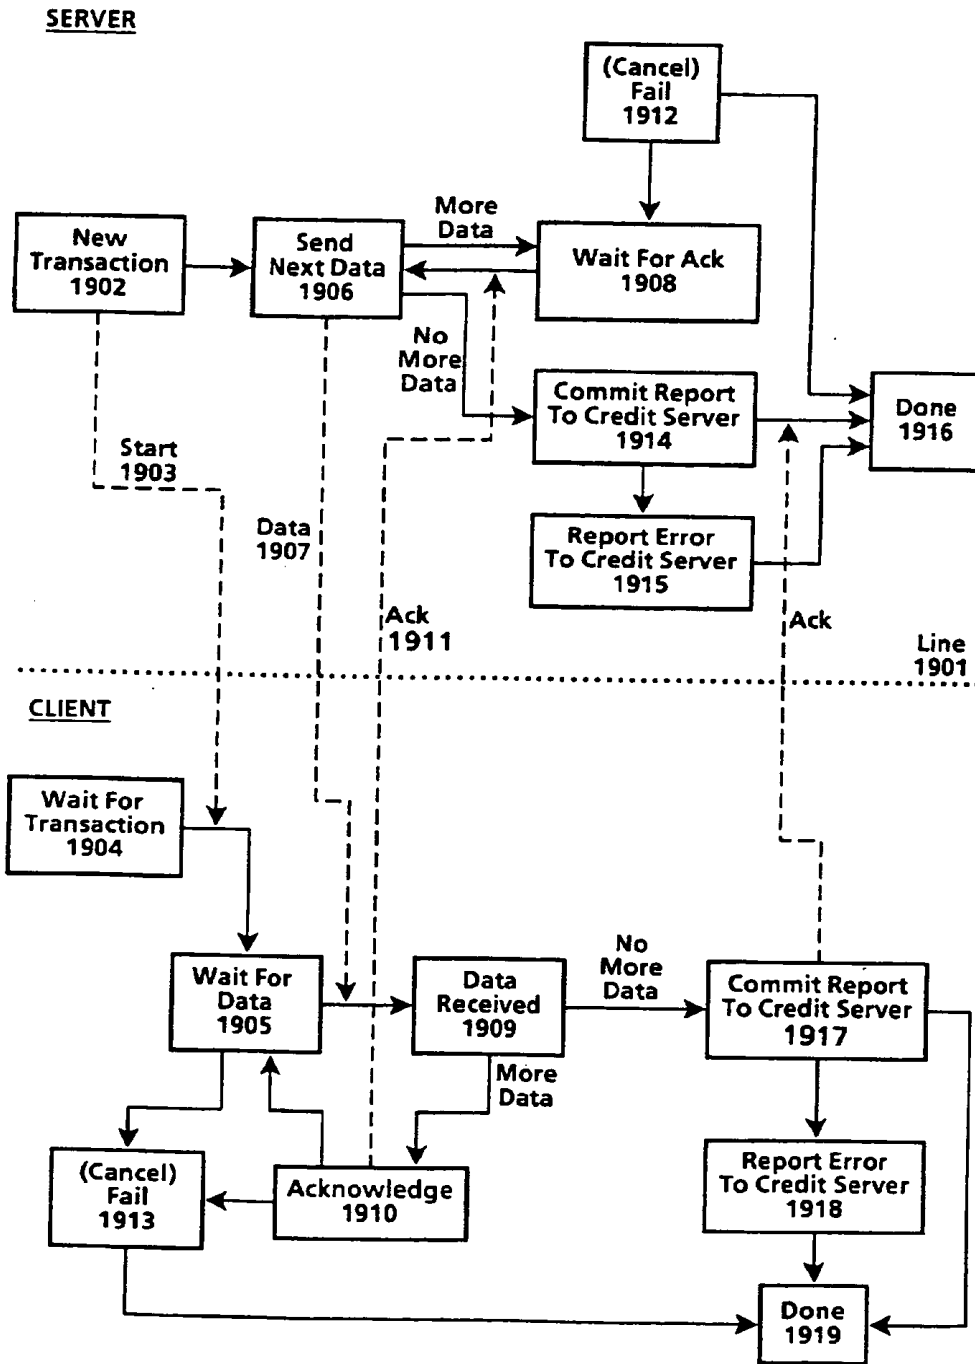 SERVER
(Cancel)
Fail
1912
More
Data
New
Transaction
1902
Send
Next Data
1906
Wait For Ack
1908
No
More
Data
Commit Report
To Credit Server
1914
Done
1916
Start
1903
Data
1907
Report Error
To Credit Server
1915
Ack
1911
Ack
Line
1901
CLIENT
Wait For
Transaction
1904
Wait For
Data
1905
Data
Received
1909
No
More
Data
Commit Report
To Credit Server
1917
More
Data
(Cancel)
Fail
1913
Acknowledge
1910
Report Error
To Credit Server
1918
Done
1919